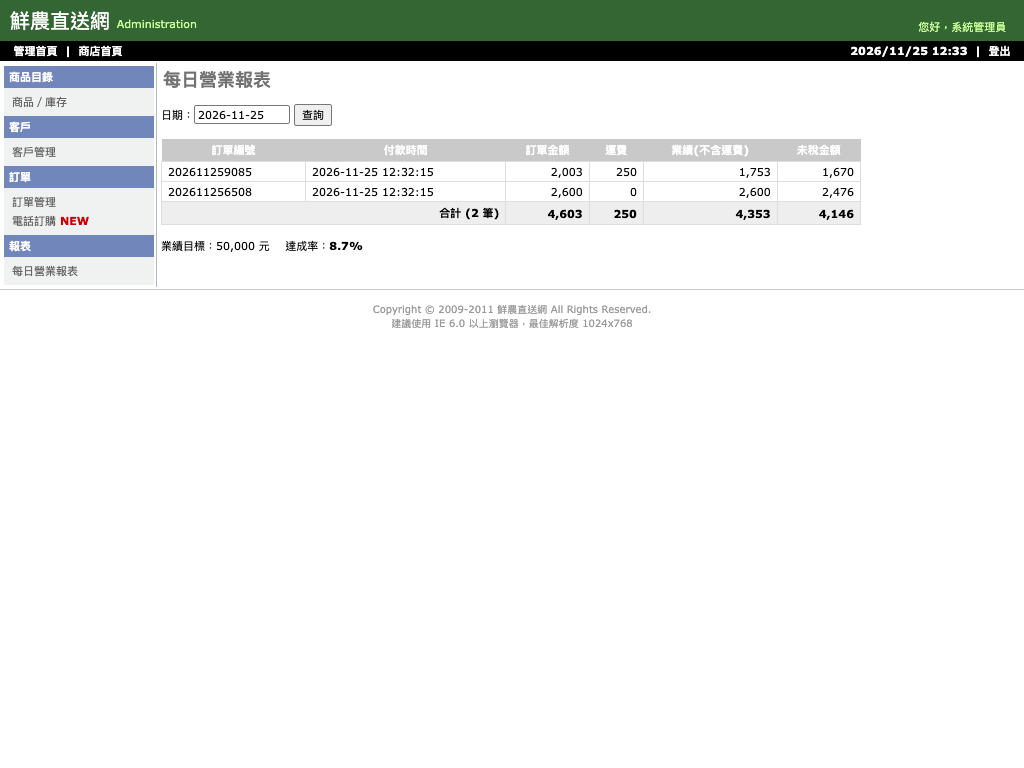 鮮農直送網 Administration
您好，系統管理員
管理首頁 | 商店首頁
2026/11/25 12:33 | 登出
商品目錄
商品 / 庫存
客戶
客戶管理
訂單
訂單管理
電話訂購 NEW
報表
每日營業報表
每日營業報表
日期：2026-11-25 查詢
訂單編號 付款時間 訂單金額 運費 業績(不含運費) 未稅金額
202611259085 2026-11-25 12:32:15 2,003 250 1,753 1,670
202611256508 2026-11-25 12:32:15 2,600 0 2,600 2,476
合計 (2 筆) 4,603 250 4,353 4,146
業績目標：50,000 元 達成率：8.7%
Copyright © 2009-2011 鮮農直送網 All Rights Reserved.
建議使用 IE 6.0 以上瀏覽器，最佳解析度 1024x768